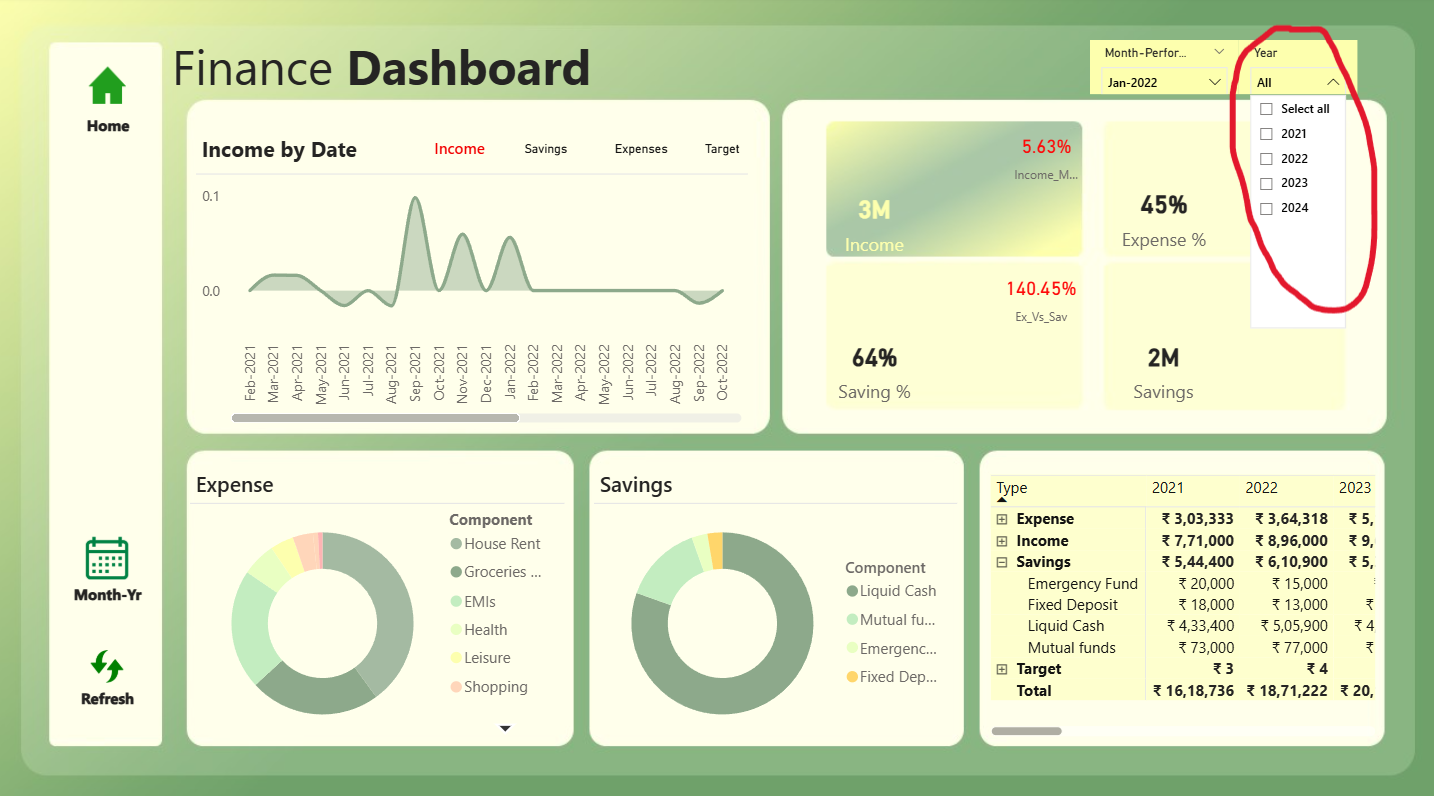 Finance Dashboard
Home
Month-Yr
Refresh
Month-Perfor...
Jan-2022
Year
All
Select all
2021
2022
2023
2024
Income by Date
Income
Savings
Expenses
Target
0.1
0.0
Feb-2021
Mar-2021
Apr-2021
May-2021
Jun-2021
Jul-2021
Aug-2021
Sep-2021
Oct-2021
Nov-2021
Dec-2021
Jan-2022
Feb-2022
Mar-2022
Apr-2022
May-2022
Jun-2022
Jul-2022
Aug-2022
Sep-2022
Oct-2022
5.63%
Income_M...
3M
Income
45%
Expense %
140.45%
Ex_Vs_Sav
64%
Saving %
2M
Savings
Expense
Component
House Rent
Groceries ...
EMIs
Health
Leisure
Shopping
Savings
Component
Liquid Cash
Mutual fu...
Emergenc...
Fixed Dep...
Type 2021 2022 2023
Expense ₹ 3,03,333 ₹ 3,64,318 ₹ 5,
Income ₹ 7,71,000 ₹ 8,96,000 ₹ 9,
Savings ₹ 5,44,400 ₹ 6,10,900 ₹ 5,
Emergency Fund ₹ 20,000 ₹ 15,000
Fixed Deposit ₹ 18,000 ₹ 13,000 ₹
Liquid Cash ₹ 4,33,400 ₹ 5,05,900 ₹ 4
Mutual funds ₹ 73,000 ₹ 77,000 ₹
Target ₹ 3 ₹ 4
Total ₹ 16,18,736 ₹ 18,71,222 ₹ 20,